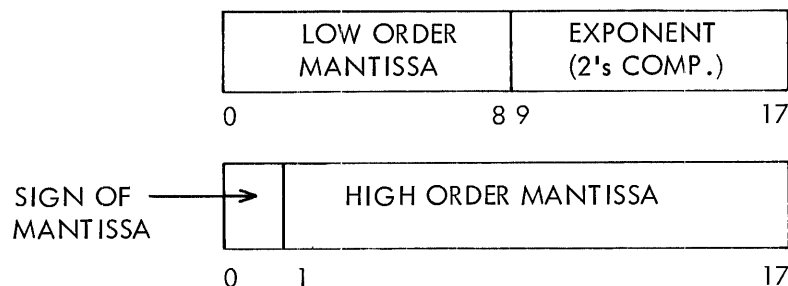 LOW ORDER EXPONENT
MANTISSA (2's COMP.)
0 8 9 17
SIGN OF HIGH ORDER MANTISSA
MANTISSA
0 1 17